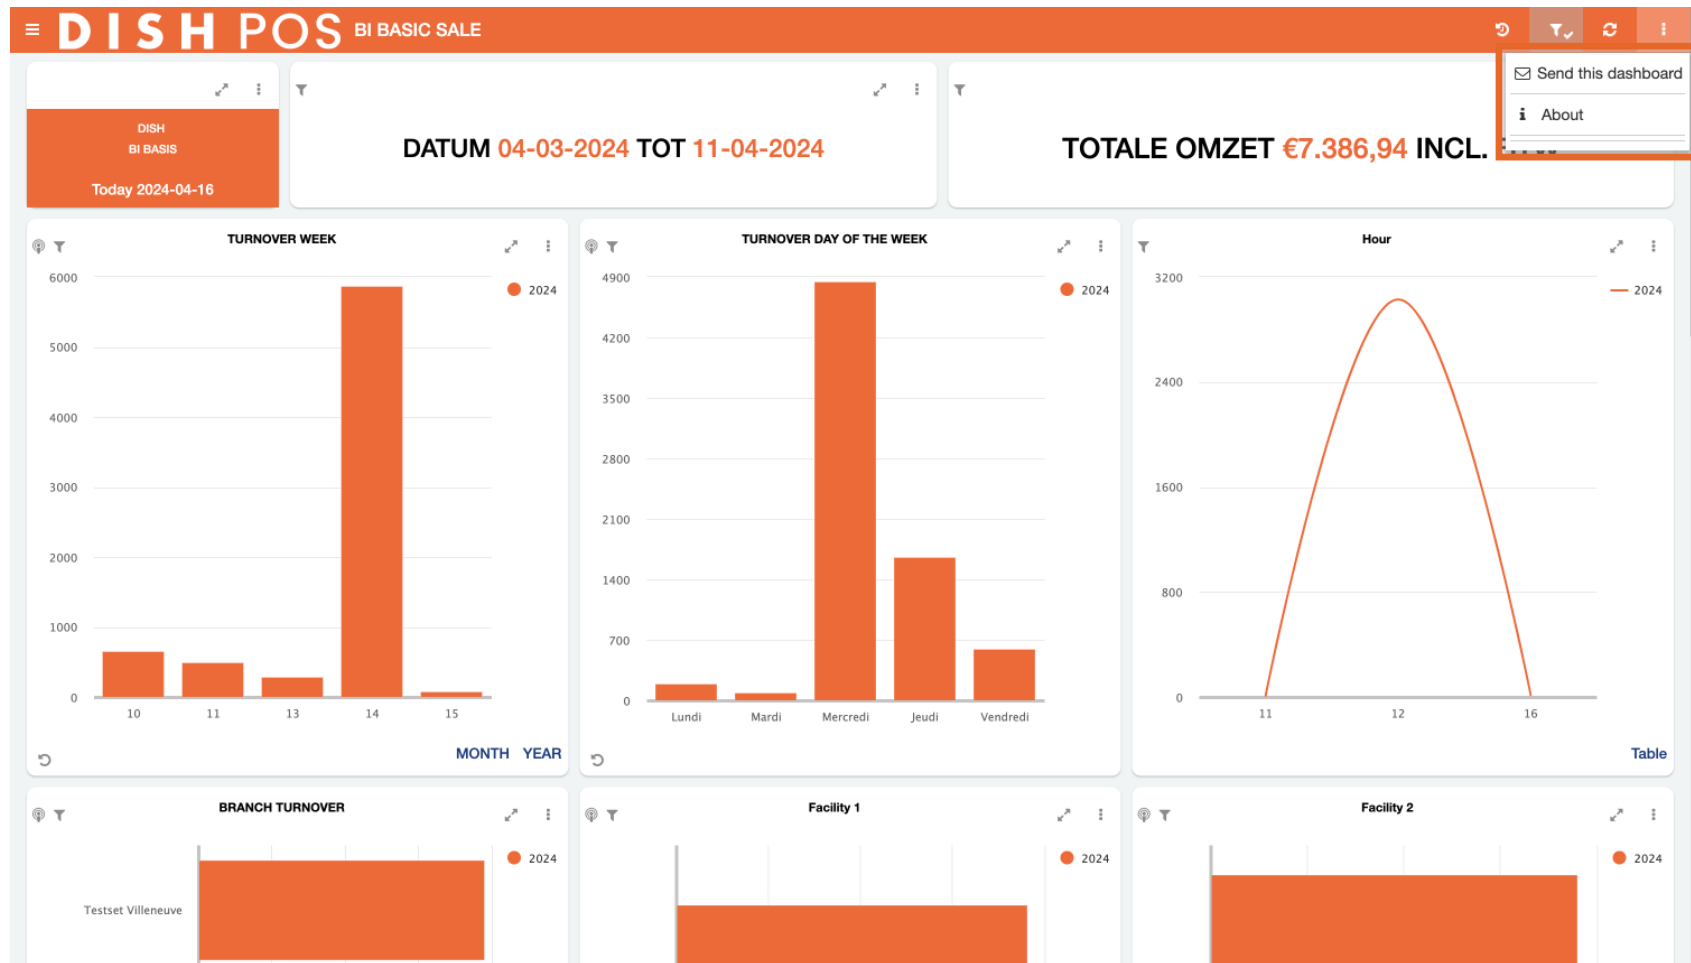 DISH POS BI BASIC SALE
Send this dashboard
About
DISH
BI BASIS
Today 2024-04-16
DATUM 04-03-2024 TOT 11-04-2024
TOTALE OMZET €7.386,94 INCL.
TURNOVER WEEK
2024
6000
5000
4000
3000
2000
1000
0
10 11 13 14 15
MONTH YEAR
TURNOVER DAY OF THE WEEK
2024
4900
4200
3500
2800
2100
1400
700
0
Lundi Mardi Mercredi Jeudi Vendredi
Hour
2024
3200
2400
1600
800
0
11 12 16
Table
BRANCH TURNOVER
2024
Testset Villeneuve
Facility 1
2024
Facility 2
2024